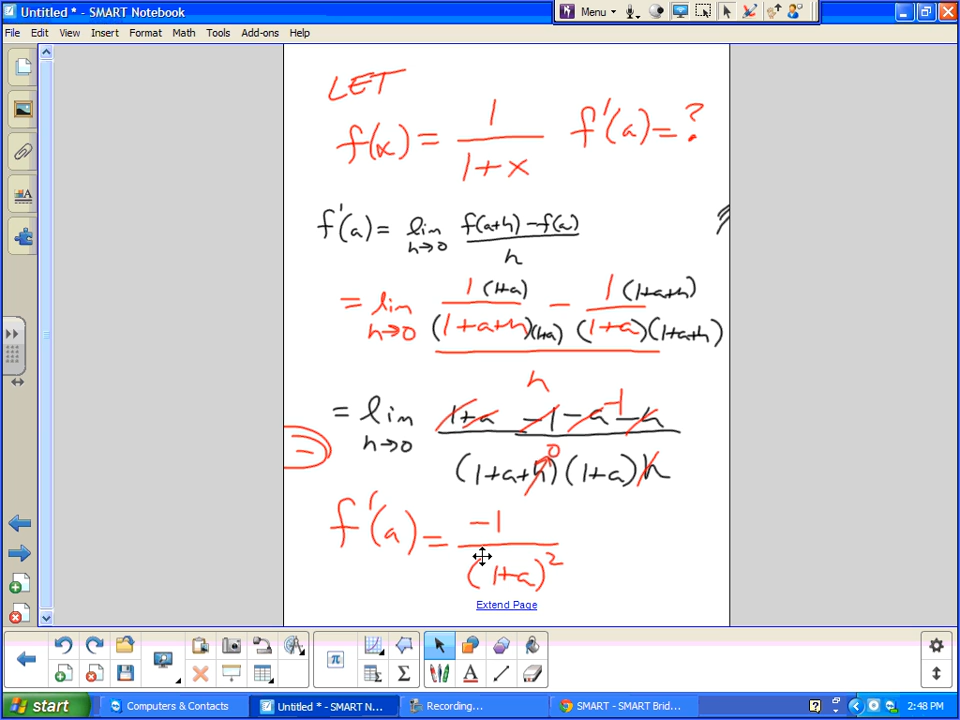 Untitled * - SMART Notebook
Menu
File Edit View Insert Format Math Tools Add-ons Help
LET
f(x) = 1/(1+x) f'(a) = ?
f'(a) = lim h→0 (f(a+h) - f(a))/h
= lim h→0 (1(1+a)/((1+a+h)(1+a)) - 1(1+a+h)/((1+a)(1+a+h)))/h
= lim h→0 (1+a -1 -a -h)/((1+a+h)(1+a)h)
-1
0
=
f'(a) = -1/(1+a)²
Extend Page
π
Σ
A
start
Computers & Contacts
Untitled * - SMART N...
Recording...
SMART - SMART Brid...
?
2:48 PM